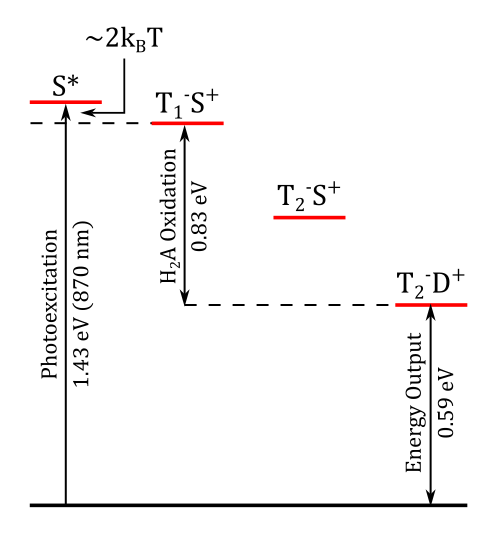 ~2k_BT
S*
T₁⁻S⁺
T₂⁻S⁺
T₂⁻D⁺
H₂A Oxidation
0.83 eV
Photoexcitation
1.43 eV (870 nm)
Energy Output
0.59 eV